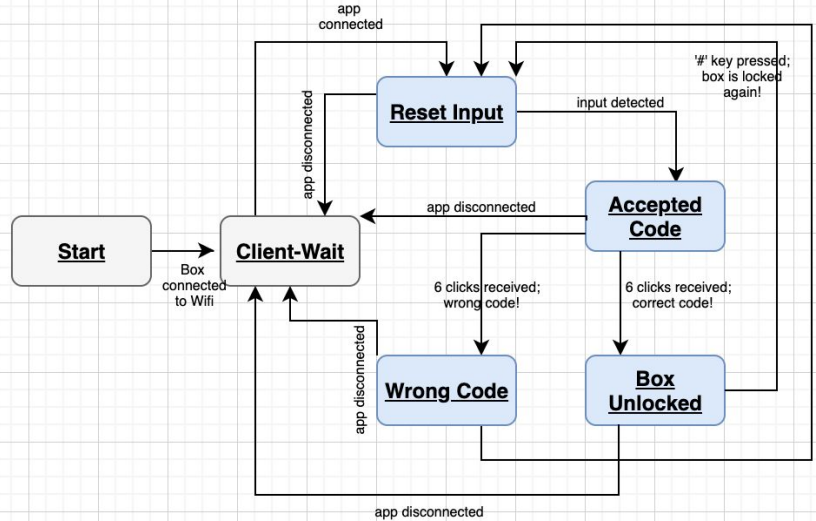 app
connected
'#' key pressed;
box is locked
again!
Reset Input
input detected
app disconnected
Accepted
Code
app disconnected
Start
Client-Wait
Box
connected
to Wifi
6 clicks received;
wrong code!
6 clicks received;
correct code!
app disconnected
Wrong Code
Box
Unlocked
app disconnected